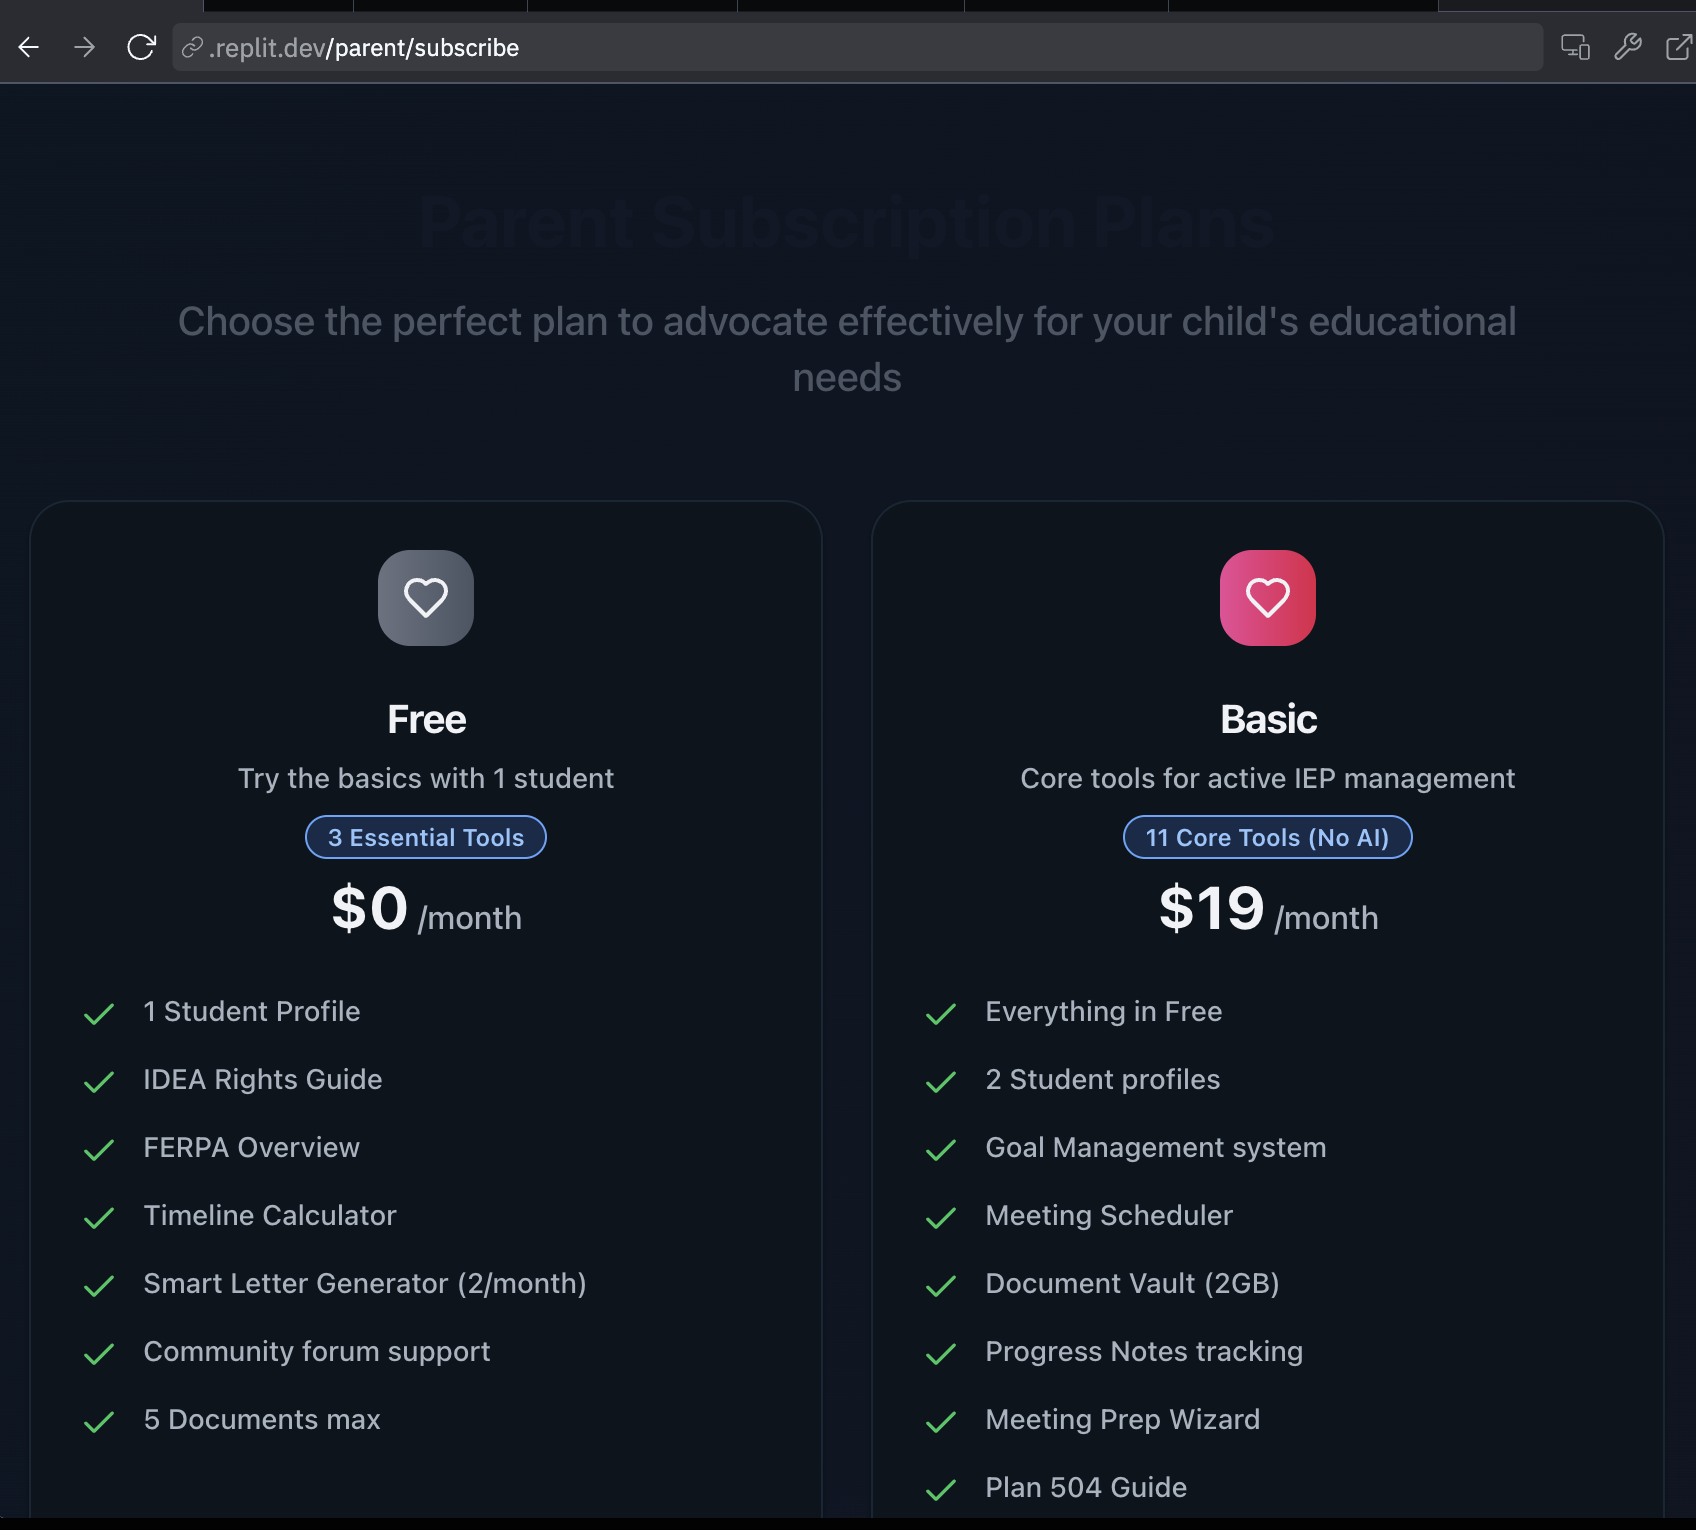 .replit.dev/parent/subscribe
Parent Subscription Plans
Choose the perfect plan to advocate effectively for your child's educational
needs
Free
Try the basics with 1 student
3 Essential Tools
$0 /month
1 Student Profile
IDEA Rights Guide
FERPA Overview
Timeline Calculator
Smart Letter Generator (2/month)
Community forum support
5 Documents max
Basic
Core tools for active IEP management
11 Core Tools (No AI)
$19 /month
Everything in Free
2 Student profiles
Goal Management system
Meeting Scheduler
Document Vault (2GB)
Progress Notes tracking
Meeting Prep Wizard
Plan 504 Guide